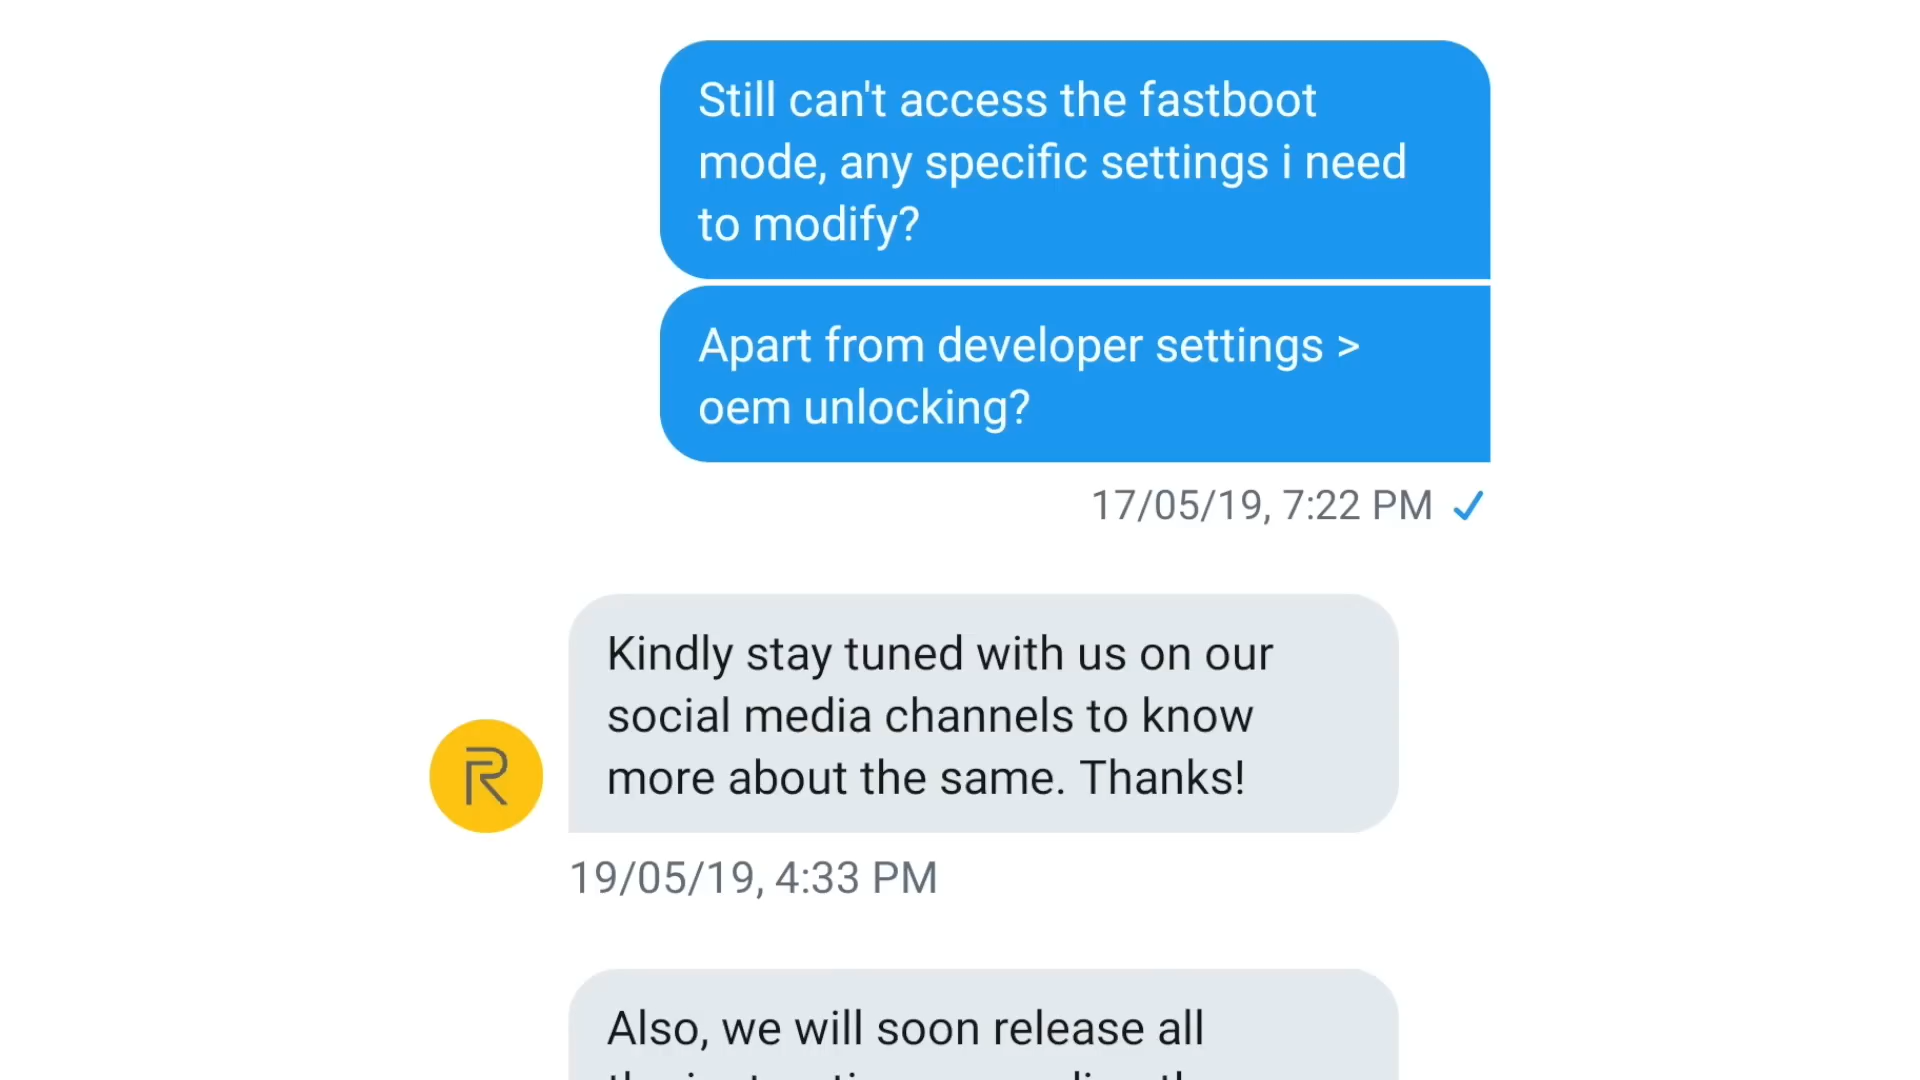 Still can't access the fastboot
mode, any specific settings i need
to modify?
Apart from developer settings >
oem unlocking?
17/05/19, 7:22 PM
Kindly stay tuned with us on our
social media channels to know
more about the same. Thanks!
R
19/05/19, 4:33 PM
Also, we will soon release all